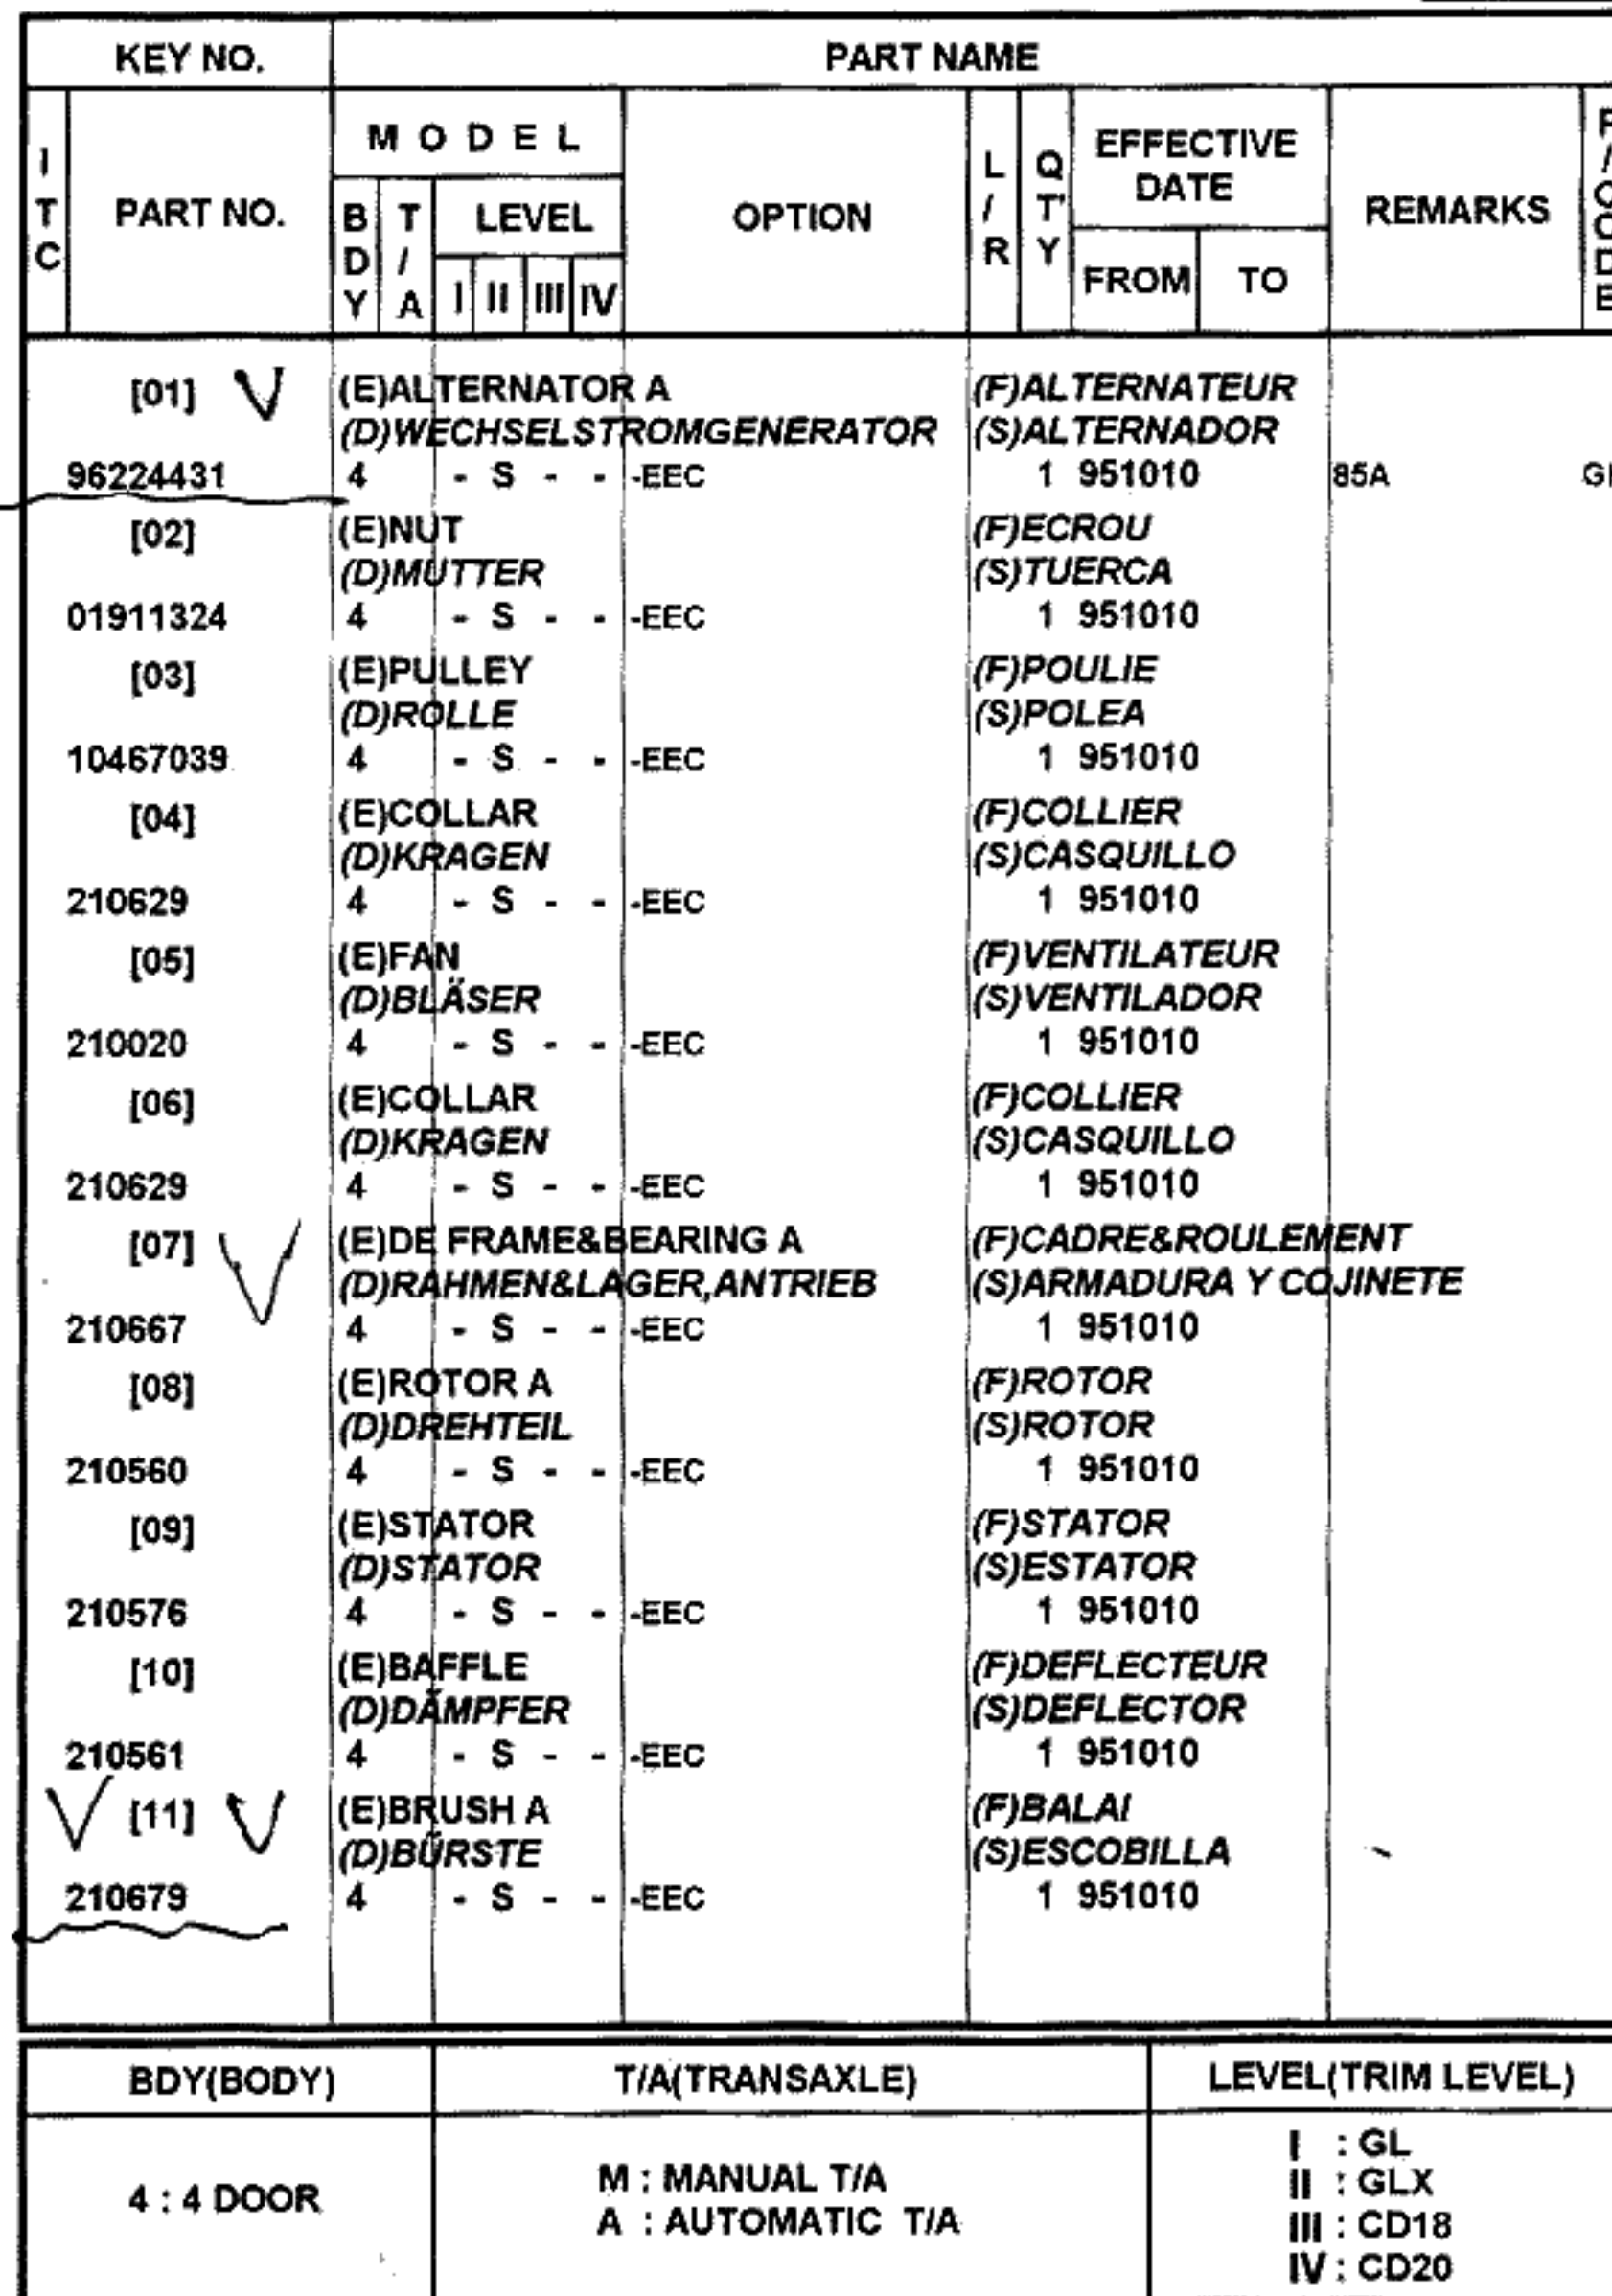 KEY NO. PART NAME
ITC PART NO. MODEL OPTION L/R Q'TY EFFECTIVE DATE REMARKS
BDY T/A LEVEL
I II III IV FROM TO
[01] (E)ALTERNATOR A (F)ALTERNATEUR
(D)WECHSELSTROMGENERATOR (S)ALTERNADOR
96224431 4 - S - - -EEC 1 951010 85A
[02] (E)NUT (F)ECROU
(D)MUTTER (S)TUERCA
01911324 4 - S - - -EEC 1 951010
[03] (E)PULLEY (F)POULIE
(D)ROLLE (S)POLEA
10467039 4 - S - - -EEC 1 951010
[04] (E)COLLAR (F)COLLIER
(D)KRAGEN (S)CASQUILLO
210629 4 - S - - -EEC 1 951010
[05] (E)FAN (F)VENTILATEUR
(D)BLÄSER (S)VENTILADOR
210020 4 - S - - -EEC 1 951010
[06] (E)COLLAR (F)COLLIER
(D)KRAGEN (S)CASQUILLO
210629 4 - S - - -EEC 1 951010
[07] (E)DE FRAME&BEARING A (F)CADRE&ROULEMENT
(D)RAHMEN&LAGER,ANTRIEB (S)ARMADURA Y COJINETE
210667 4 - S - - -EEC 1 951010
[08] (E)ROTOR A (F)ROTOR
(D)DREHTEIL (S)ROTOR
210560 4 - S - - -EEC 1 951010
[09] (E)STATOR (F)STATOR
(D)STATOR (S)ESTATOR
210576 4 - S - - -EEC 1 951010
[10] (E)BAFFLE (F)DEFLECTEUR
(D)DÄMPFER (S)DEFLECTOR
210561 4 - S - - -EEC 1 951010
[11] (E)BRUSH A (F)BALAI
(D)BÜRSTE (S)ESCOBILLA
210679 4 - S - - -EEC 1 951010
BDY(BODY) T/A(TRANSAXLE) LEVEL(TRIM LEVEL)
4 : 4 DOOR
M : MANUAL T/A
A : AUTOMATIC T/A
I : GL
II : GLX
III : CD18
IV : CD20